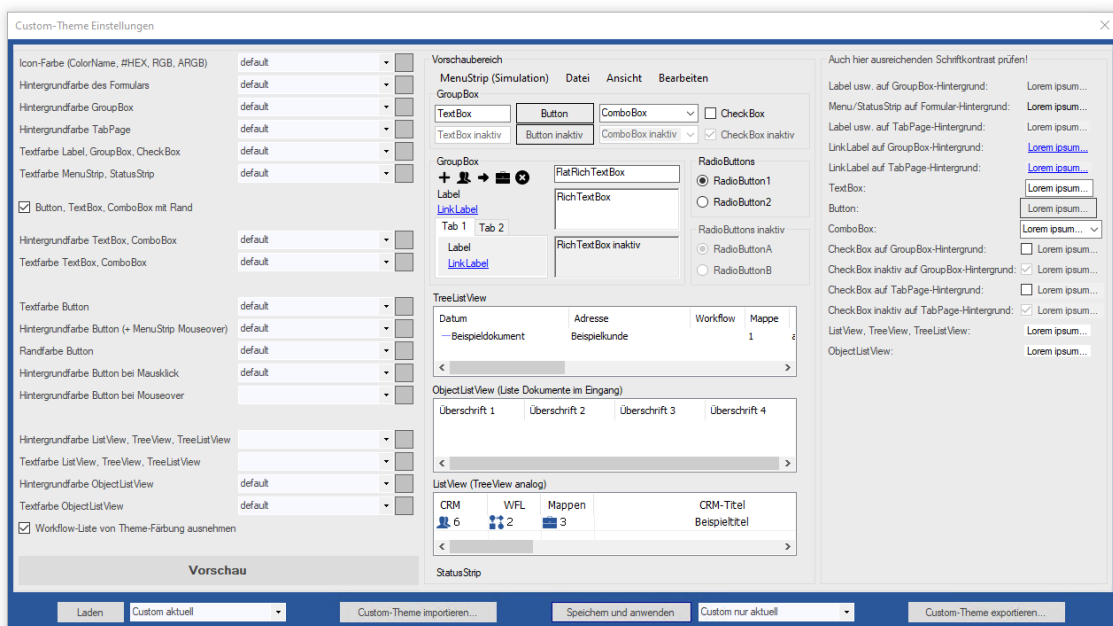 Custom-Theme Einstellungen
Icon-Farbe (ColorName, #HEX, RGB, ARGB) default
Hintergrundfarbe des Formulars default
Hintergrundfarbe GroupBox default
Hintergrundfarbe TabPage default
Textfarbe Label, GroupBox, CheckBox default
Textfarbe MenuStrip, StatusStrip default
Button, TextBox, ComboBox mit Rand
Hintergrundfarbe TextBox, ComboBox default
Textfarbe TextBox, ComboBox default
Textfarbe Button default
Hintergrundfarbe Button (+ MenuStrip Mouseover) default
Randfarbe Button default
Hintergrundfarbe Button bei Mausklick default
Hintergrundfarbe Button bei Mouseover
Hintergrundfarbe ListView, TreeView, TreeListView
Textfarbe ListView, TreeView, TreeListView
Hintergrundfarbe ObjectListView default
Textfarbe ObjectListView default
Workflow-Liste von Theme-Färbung ausnehmen
Vorschau
Vorschaubereich
MenuStrip (Simulation) Datei Ansicht Bearbeiten
GroupBox
TextBox Button ComboBox CheckBox
TextBox inaktiv Button inaktiv ComboBox inaktiv CheckBox inaktiv
GroupBox
Label
LinkLabel
Tab 1 Tab 2
Label
LinkLabel
FlatRichTextBox
RichTextBox
RichTextBox inaktiv
RadioButtons
RadioButton1
RadioButton2
RadioButtons inaktiv
RadioButtonA
RadioButtonB
TreeListView
Datum Adresse Workflow Mappe
Beispieldokument Beispielkunde 1
ObjectListView (Liste Dokumente im Eingang)
Überschrift 1 Überschrift 2 Überschrift 3 Überschrift 4
ListView (TreeView analog)
CRM WFL Mappen CRM-Titel
6 2 3 Beispieltitel
StatusStrip
Auch hier ausreichenden Schriftkontrast prüfen!
Label usw. auf GroupBox-Hintergrund: Lorem ipsum...
Menu/StatusStrip auf Formular-Hintergrund: Lorem ipsum...
Label usw. auf TabPage-Hintergrund: Lorem ipsum...
LinkLabel auf GroupBox-Hintergrund: Lorem ipsum...
LinkLabel auf TabPage-Hintergrund: Lorem ipsum...
TextBox: Lorem ipsum...
Button: Lorem ipsum...
ComboBox: Lorem ipsum...
CheckBox auf GroupBox-Hintergrund: Lorem ipsum...
CheckBox inaktiv auf GroupBox-Hintergrund: Lorem ipsum...
CheckBox auf TabPage-Hintergrund: Lorem ipsum...
CheckBox inaktiv auf TabPage-Hintergrund: Lorem ipsum...
ListView, TreeView, TreeListView: Lorem ipsum...
ObjectListView: Lorem ipsum...
Laden Custom aktuell Custom-Theme importieren... Speichern und anwenden Custom nur aktuell Custom-Theme exportieren...